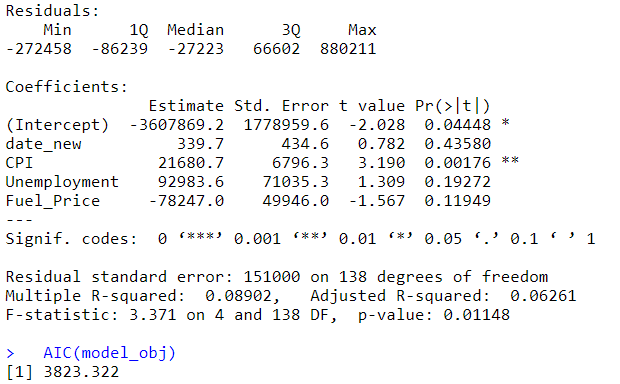 Residuals:
    Min      1Q  Median      3Q     Max
-272458  -86239  -27223   66602  880211

Coefficients:
               Estimate Std. Error t value Pr(>|t|)
(Intercept)  -3607869.2  1778959.6  -2.028  0.04448 *
date_new          339.7      434.6   0.782  0.43580
CPI             21680.7     6796.3   3.190  0.00176 **
Unemployment    92983.6    71035.3   1.309  0.19272
Fuel_Price     -78247.0    49946.0  -1.567  0.11949
---
Signif. codes:  0 ‘***’ 0.001 ‘**’ 0.01 ‘*’ 0.05 ‘.’ 0.1 ‘ ’ 1

Residual standard error: 151000 on 138 degrees of freedom
Multiple R-squared:  0.08902,   Adjusted R-squared:  0.06261
F-statistic: 3.371 on 4 and 138 DF,  p-value: 0.01148

>   AIC(model_obj)
[1] 3823.322